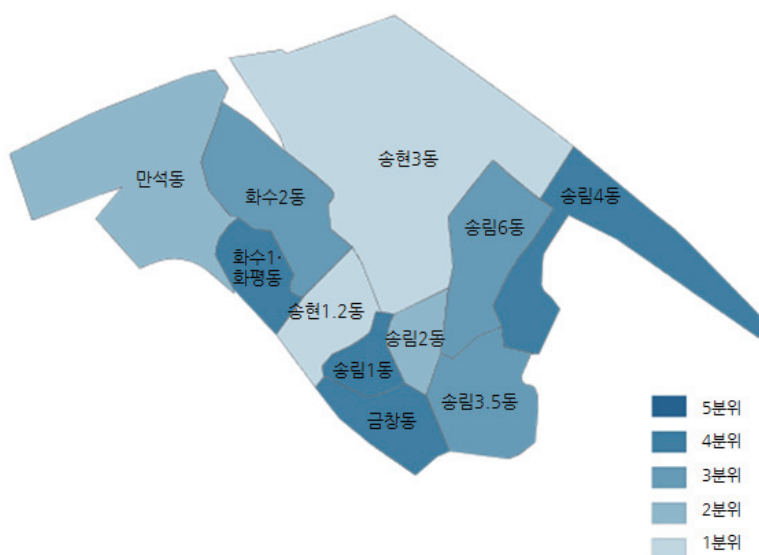 송현3동
만석동
화수2동
송림4동
송림6동
화수1·
화평동
송현1.2동
송림2동
송림1동
송림3.5동
금창동
5분위
4분위
3분위
2분위
1분위